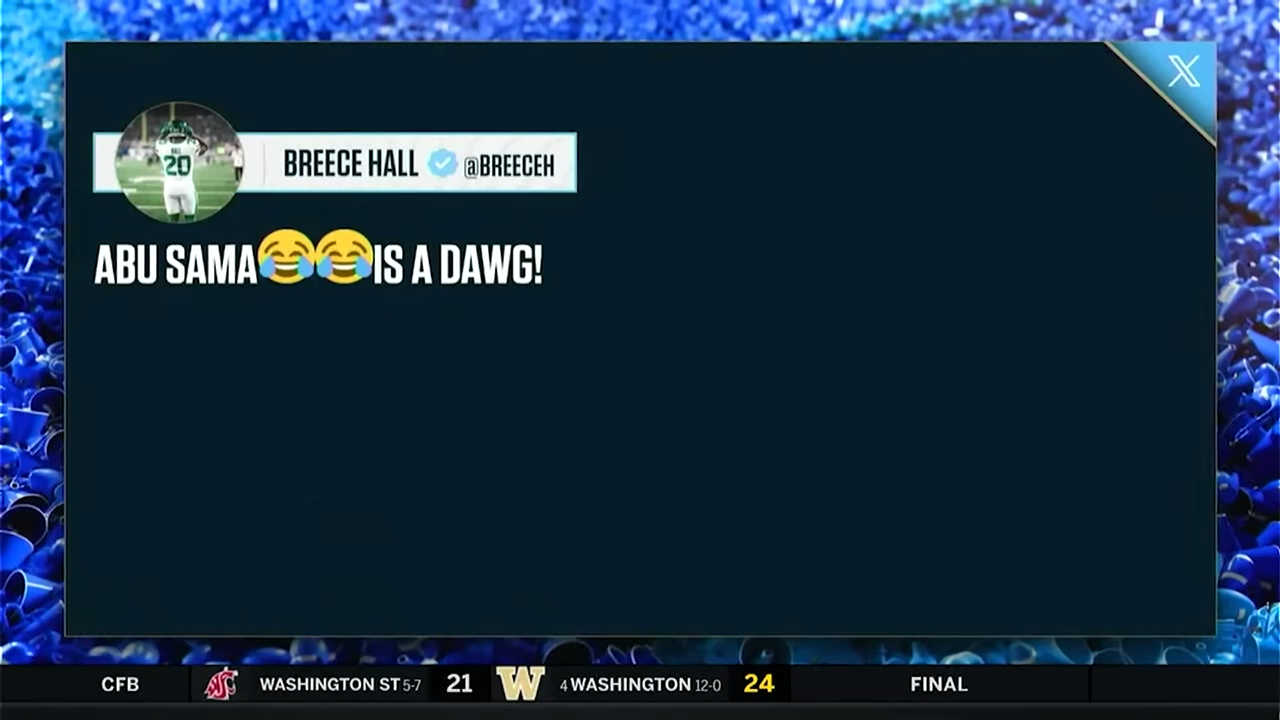 X
20
BREECE HALL @BREECEH
ABU SAMA😂😂IS A DAWG!
CFB WASHINGTON ST 5-7 21 W 4 WASHINGTON 12-0 24 FINAL